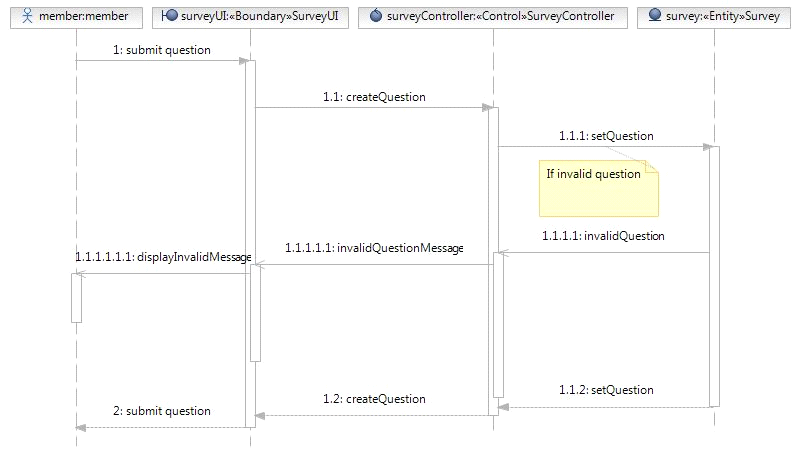 member:member
surveyUI:«Boundary»SurveyUI
surveyController:«Control»SurveyController
survey:«Entity»Survey
1: submit question
1.1: createQuestion
1.1.1: setQuestion
If invalid question
1.1.1.1: invalidQuestion
1.1.1.1.1: invalidQuestionMessage
1.1.1.1.1.1: displayInvalidMessage
1.1.2: setQuestion
1.2: createQuestion
2: submit question